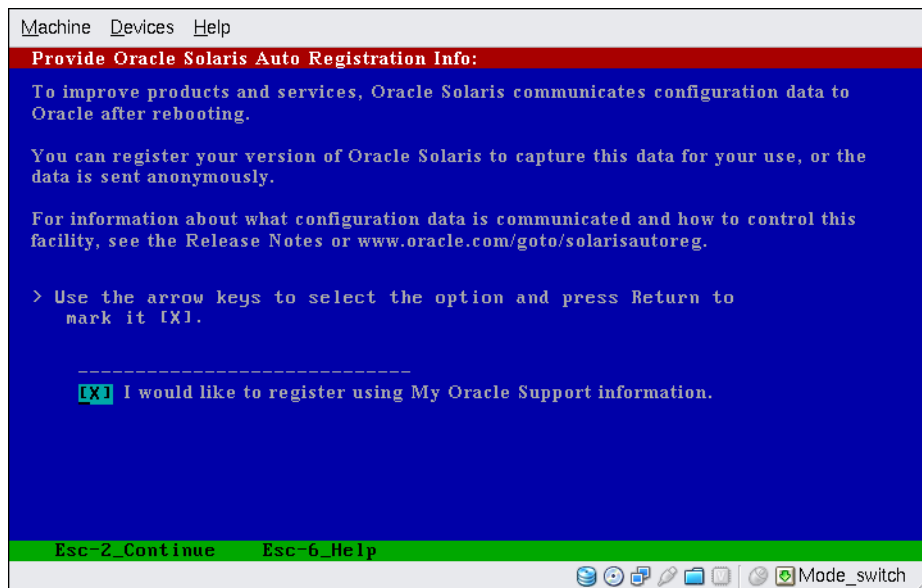 Machine Devices Help
Provide Oracle Solaris Auto Registration Info:
To improve products and services, Oracle Solaris communicates configuration data to
Oracle after rebooting.
You can register your version of Oracle Solaris to capture this data for your use, or the
data is sent anonymously.
For information about what configuration data is communicated and how to control this
facility, see the Release Notes or www.oracle.com/goto/solarisautoreg.
> Use the arrow keys to select the option and press Return to
mark it [X].
______________________________
[X] I would like to register using My Oracle Support information.
Esc-2_Continue Esc-6_Help
Mode_switch